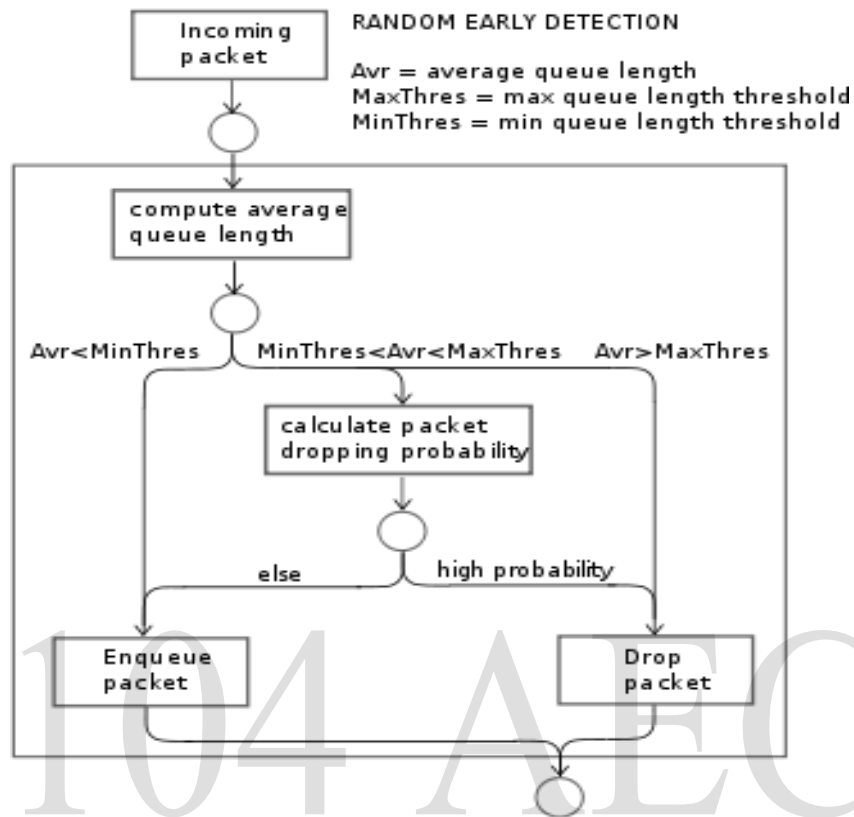 Incoming
packet
RANDOM EARLY DETECTION
Avr = average queue length
MaxThres = max queue length threshold
MinThres = min queue length threshold
compute average
queue length
Avr<MinThres
MinThres<Avr<MaxThres
Avr>MaxThres
calculate packet
dropping probability
else
high probability
Enqueue
packet
Drop
packet
104 AEC